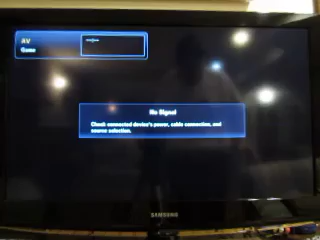 AV
Game
No Signal
Check connected device's power, cable connection, and
source selection.
SAMSUNG